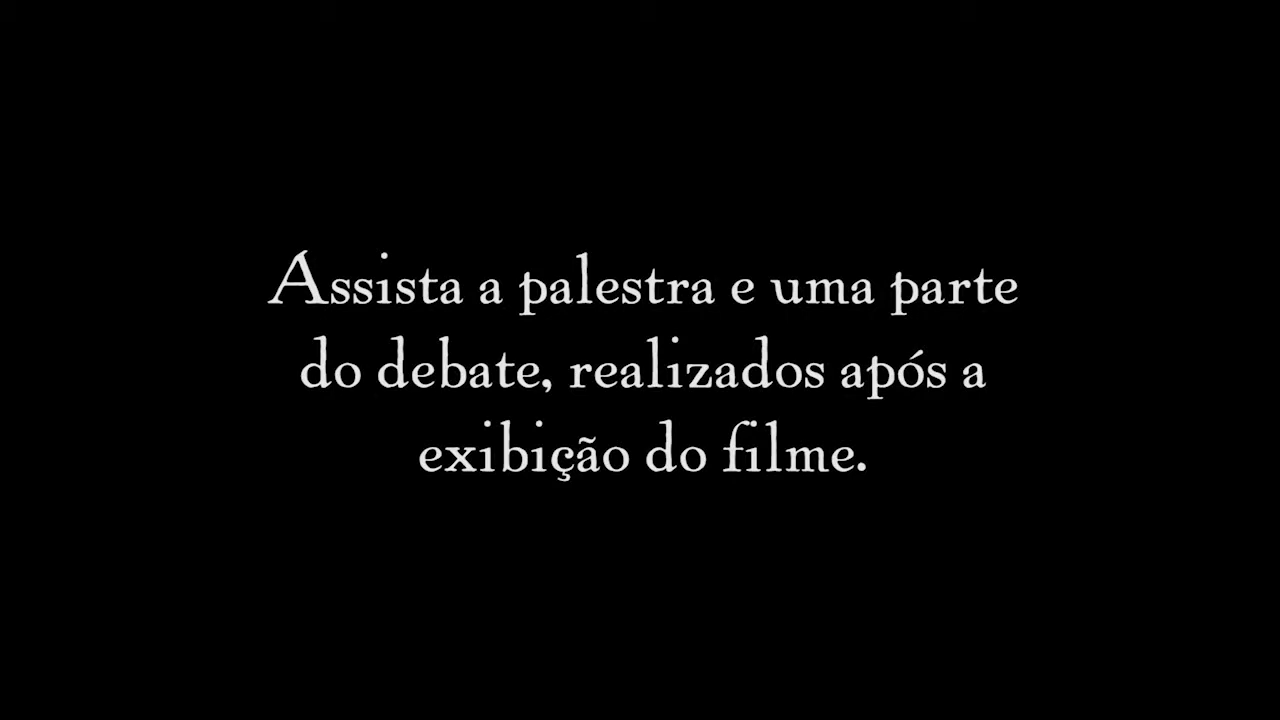 Assista a palestra e uma parte
do debate, realizados após a
exibição do filme.